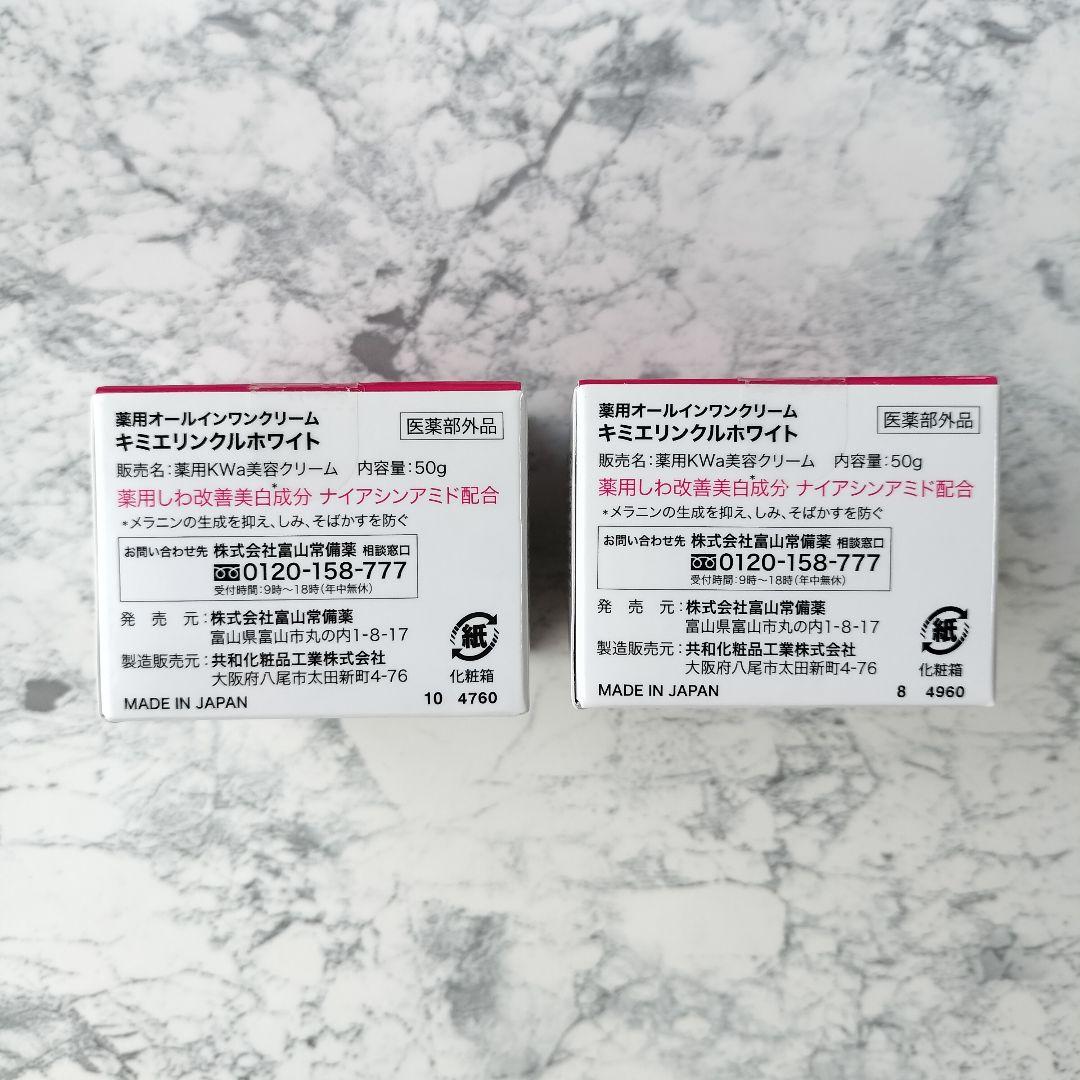 薬用オールインワンクリーム
キミエリンクルホワイト
医薬部外品
販売名:薬用KWa美容クリーム 内容量:50g
薬用しわ改善美白*成分 ナイアシンアミド配合
*メラニンの生成を抑え、しみ、そばかすを防ぐ
お問い合わせ先 株式会社富山常備薬 相談窓口
0120-158-777
受付時間:9時〜18時(年中無休)
発売元:株式会社富山常備薬
富山県富山市丸の内1-8-17
製造販売元:共和化粧品工業株式会社
大阪府八尾市太田新町4-76
紙
化粧箱
MADE IN JAPAN
10 4760
薬用オールインワンクリーム
キミエリンクルホワイト
医薬部外品
販売名:薬用KWa美容クリーム 内容量:50g
薬用しわ改善美白*成分 ナイアシンアミド配合
*メラニンの生成を抑え、しみ、そばかすを防ぐ
お問い合わせ先 株式会社富山常備薬 相談窓口
0120-158-777
受付時間:9時〜18時(年中無休)
発売元:株式会社富山常備薬
富山県富山市丸の内1-8-17
製造販売元:共和化粧品工業株式会社
大阪府八尾市太田新町4-76
紙
化粧箱
MADE IN JAPAN
8 4960